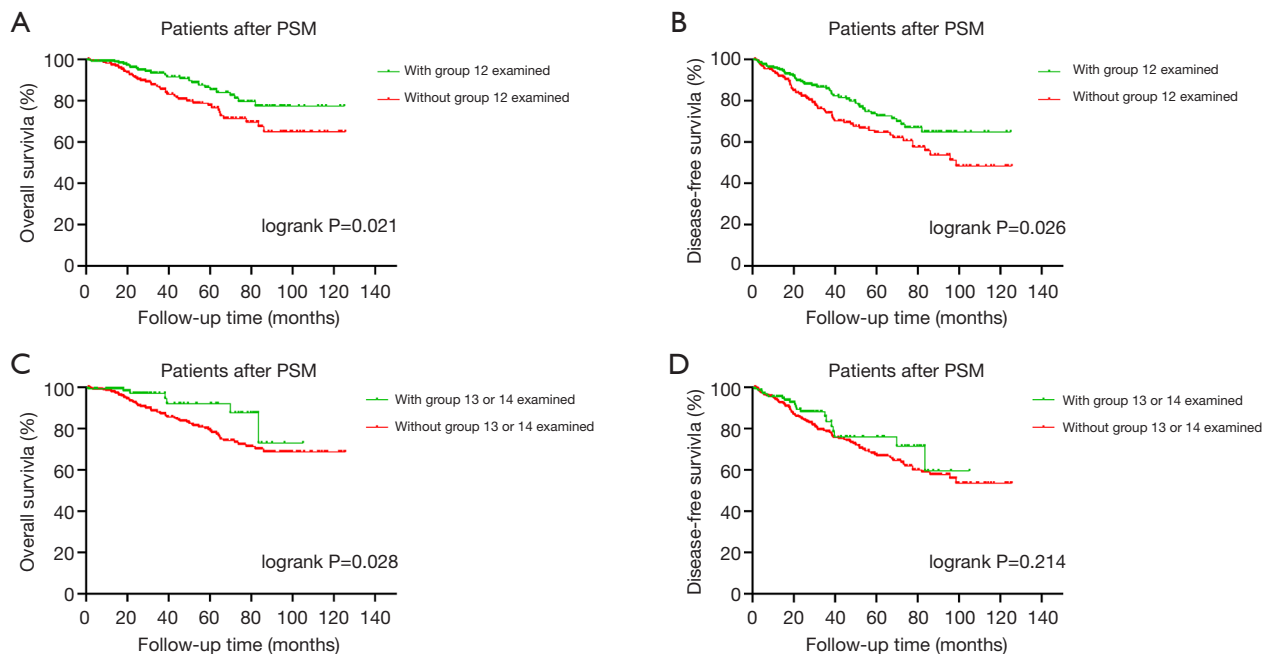 A
Patients after PSM
Overall survivla (%)
100
80
60
40
20
0
0 20 40 60 80 100 120 140
Follow-up time (months)
With group 12 examined
Without group 12 examined
logrank P=0.021
B
Patients after PSM
Disease-free survivla (%)
100
80
60
40
20
0
0 20 40 60 80 100 120 140
Follow-up time (months)
With group 12 examined
Without group 12 examined
logrank P=0.026
C
Patients after PSM
Overall survivla (%)
100
80
60
40
20
0
0 20 40 60 80 100 120 140
Follow-up time (months)
With group 13 or 14 examined
Without group 13 or 14 examined
logrank P=0.028
D
Patients after PSM
Disease-free survivla (%)
100
80
60
40
20
0
0 20 40 60 80 100 120 140
Follow-up time (months)
With group 13 or 14 examined
Without group 13 or 14 examined
logrank P=0.214